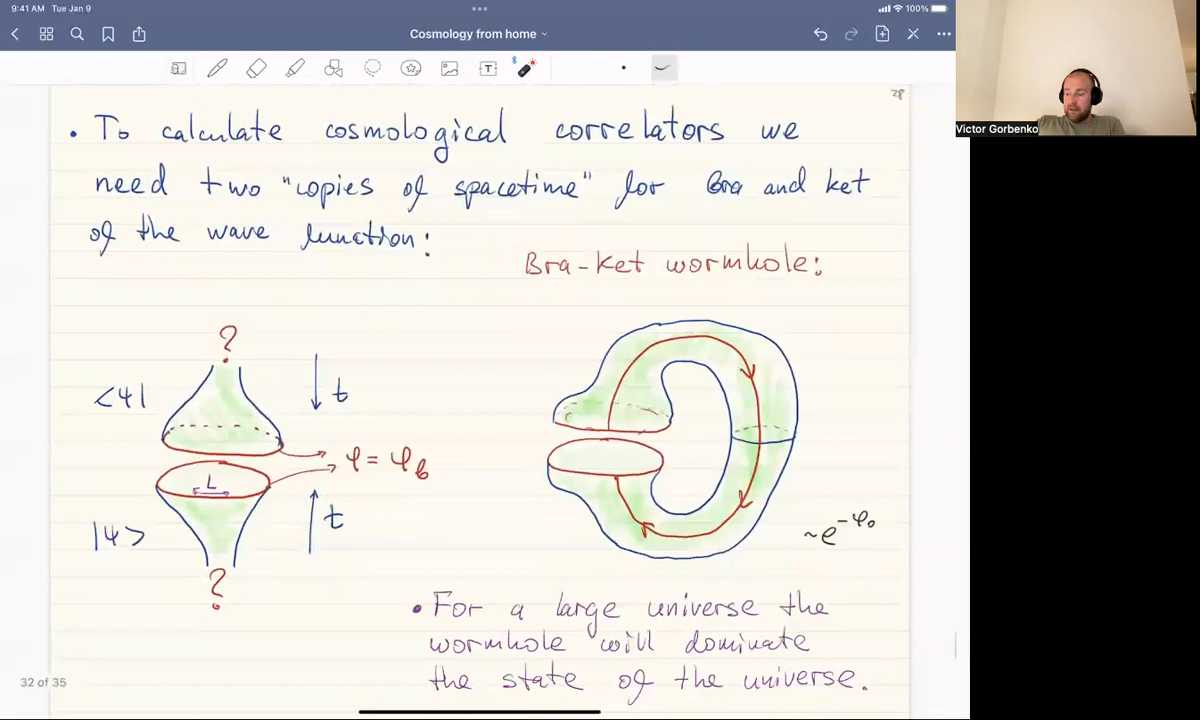 9:41 AM Tue Jan 9
100%
Cosmology from home
Victor Gorbenko
28
• To calculate cosmological correlators we
need two "copies of spacetime" for Bra and ket
of the wave function:
Bra-ket wormhole:
?
<ψ|
t
φ = φ_b
L
|ψ>
t
?
~e^{-φ₀}
• For a large universe the
wormhole will dominate
the state of the universe.
32 of 35